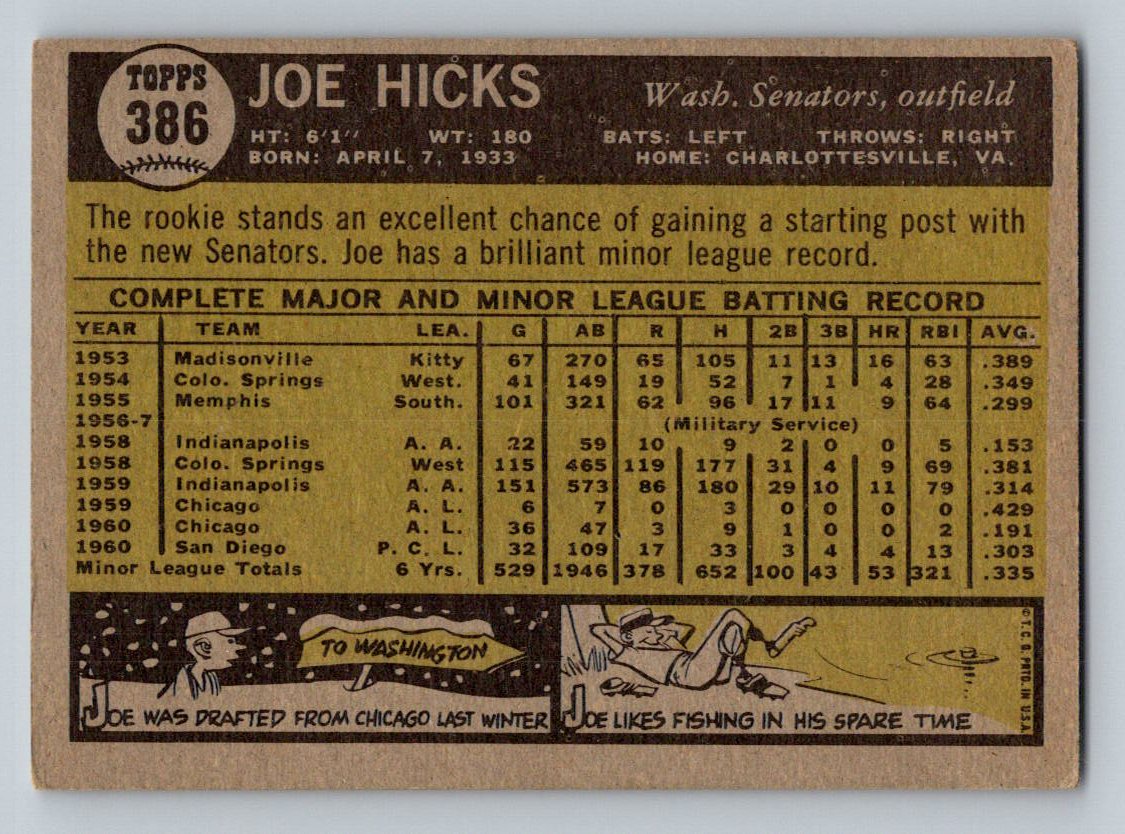 TOPPS
386
JOE HICKS
Wash. Senators, outfield
HT: 6'1" WT: 180 BATS: LEFT THROWS: RIGHT
BORN: APRIL 7, 1933 HOME: CHARLOTTESVILLE, VA.
The rookie stands an excellent chance of gaining a starting post with
the new Senators. Joe has a brilliant minor league record.
COMPLETE MAJOR AND MINOR LEAGUE BATTING RECORD
YEAR TEAM LEA. G AB R H 2B 3B HR RBI AVG.
1953 Madisonville Kitty 67 270 65 105 11 13 16 63 .389
1954 Colo. Springs West. 41 149 19 52 7 1 4 28 .349
1955 Memphis South. 101 321 62 96 17 11 9 64 .299
1956-7 (Military Service)
1958 Indianapolis A. A. 22 59 10 9 2 0 0 5 .153
1958 Colo. Springs West 115 465 119 177 31 4 9 69 .381
1959 Indianapolis A. A. 151 573 86 180 29 10 11 79 .314
1959 Chicago A. L. 6 7 0 3 0 0 0 0 .429
1960 Chicago A. L. 36 47 3 9 1 0 0 2 .191
1960 San Diego P. C. L. 32 109 17 33 3 4 4 13 .303
Minor League Totals 6 Yrs. 529 1946 378 652 100 43 53 321 .335
TO WASHINGTON
JOE WAS DRAFTED FROM CHICAGO LAST WINTER
JOE LIKES FISHING IN HIS SPARE TIME
© T. C. G. PRTD. IN U.S.A.